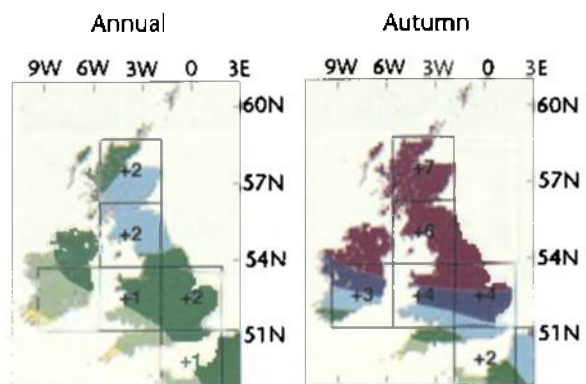 Annual
9W 6W 3W 0 3E
60N
57N
54N
51N
+2
+2
+1 +2
+1
Autumn
9W 6W 3W 0 3E
60N
57N
54N
51N
+7
+6
+3 +4 +4
+2